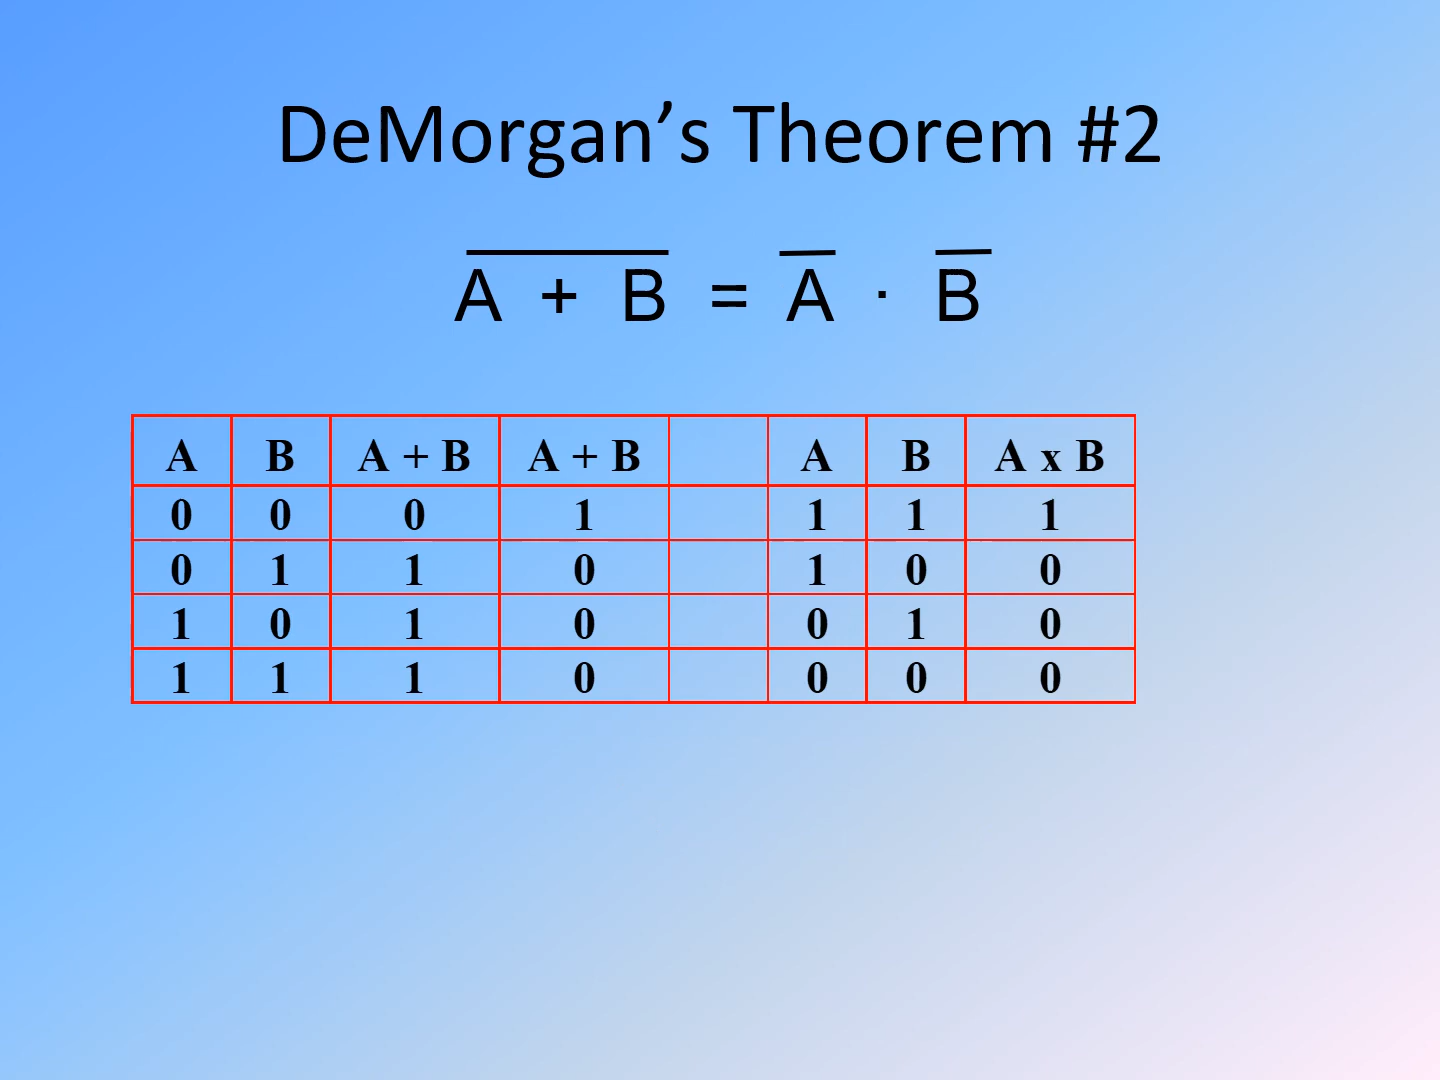 DeMorgan’s Theorem #2
A + B = A · B
A B A + B A + B A B A x B
0 0 0 1 1 1 1
0 1 1 0 1 0 0
1 0 1 0 0 1 0
1 1 1 0 0 0 0